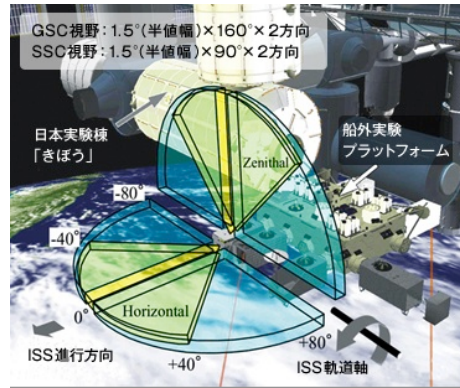 GSC視野：1.5°(半値幅)×160°×2方向
SSC視野：1.5°(半値幅)×90°×2方向
日本実験棟
「きぼう」
船外実験
プラットフォーム
Zenithal
-80°
-40°
0°
Horizontal
+40°
+80°
ISS進行方向
ISS軌道軸